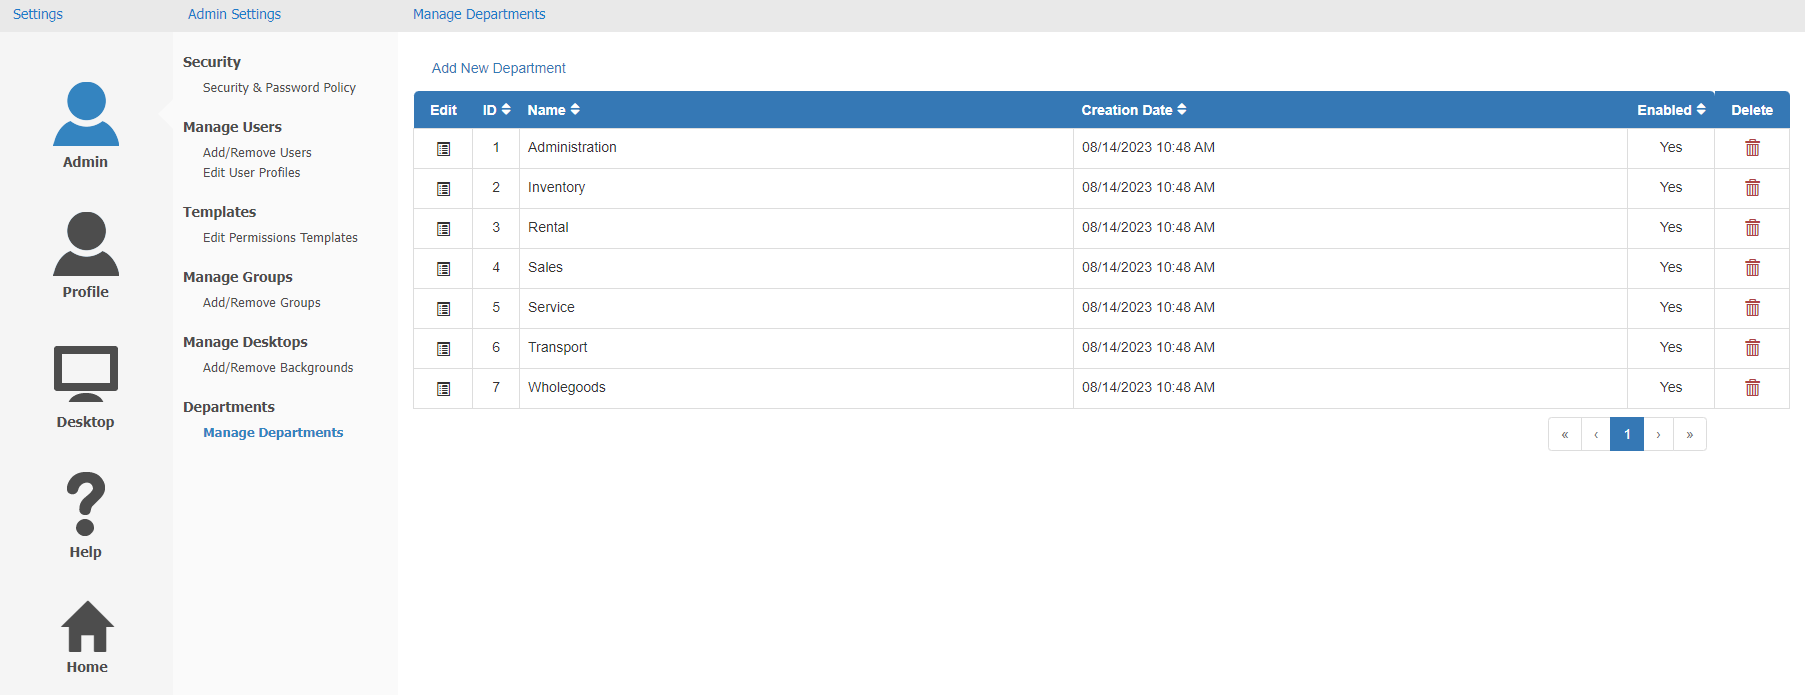 Settings
Admin Settings
Manage Departments
Admin
Profile
Desktop
Help
Home
Security
Security & Password Policy
Manage Users
Add/Remove Users
Edit User Profiles
Templates
Edit Permissions Templates
Manage Groups
Add/Remove Groups
Manage Desktops
Add/Remove Backgrounds
Departments
Manage Departments
Add New Department
Edit ID Name Creation Date Enabled Delete
1 Administration 08/14/2023 10:48 AM Yes
2 Inventory 08/14/2023 10:48 AM Yes
3 Rental 08/14/2023 10:48 AM Yes
4 Sales 08/14/2023 10:48 AM Yes
5 Service 08/14/2023 10:48 AM Yes
6 Transport 08/14/2023 10:48 AM Yes
7 Wholegoods 08/14/2023 10:48 AM Yes
« ‹ 1 › »